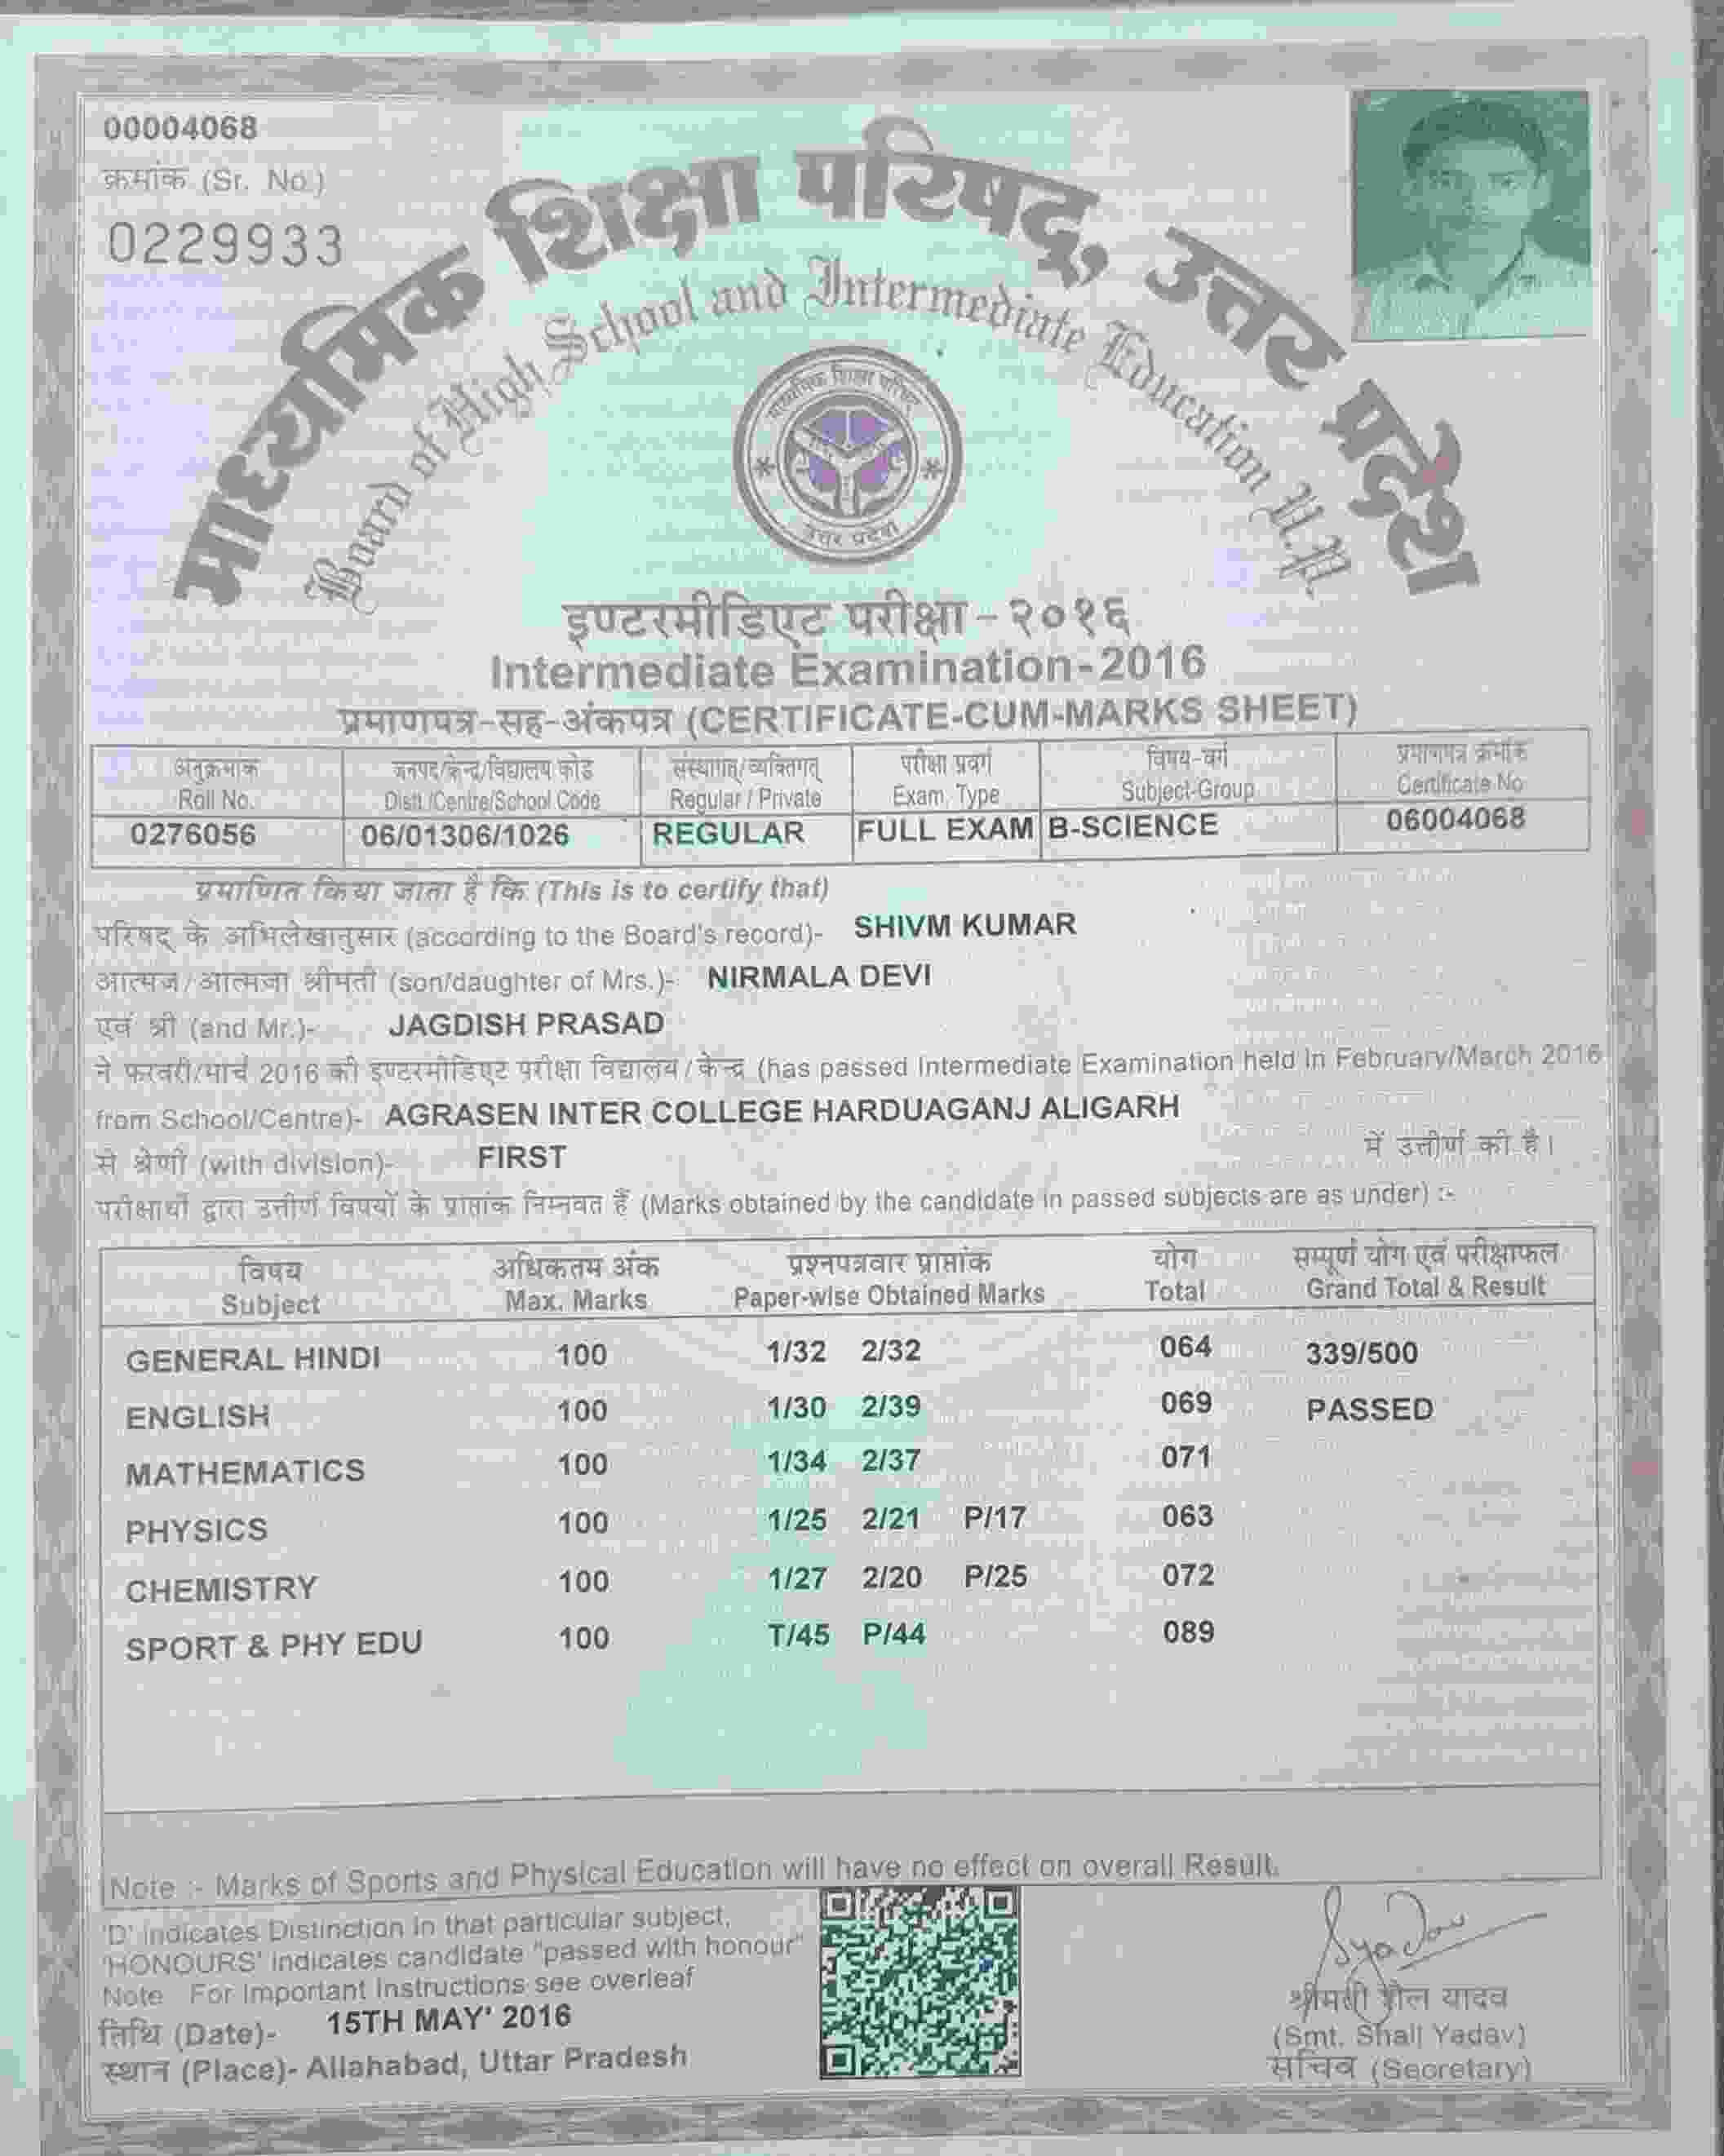 00004068
क्रमांक (Sr. No.)
0229933
माध्यमिक शिक्षा परिषद्, उत्तर प्रदेश
Board of High School and Intermediate Education U.P.
माध्यमिक शिक्षा परिषद्
उत्तर प्रदेश
इण्टरमीडिएट परीक्षा - २०१६
Intermediate Examination-2016
प्रमाणपत्र-सह-अंकपत्र (CERTIFICATE-CUM-MARKS SHEET)
अनुक्रमांक जनपद/केन्द्र/विद्यालय कोड संस्थागत/व्यक्तिगत् परीक्षा प्रवर्ग विषय-वर्ग प्रमाणपत्र क्रमांक
Roll No. Distt./Centre/School Code Regular / Private Exam. Type Subject-Group Certificate No
0276056 06/01306/1026 REGULAR FULL EXAM B-SCIENCE 06004068
प्रमाणित किया जाता है कि (This is to certify that)
परिषद् के अभिलेखानुसार (according to the Board's record)- SHIVM KUMAR
आत्मज/आत्मजा श्रीमती (son/daughter of Mrs.)- NIRMALA DEVI
एवं श्री (and Mr.)- JAGDISH PRASAD
ने फरवरी/मार्च 2016 की इण्टरमीडिएट परीक्षा विद्यालय/केन्द्र (has passed Intermediate Examination held in February/March 2016
from School/Centre)- AGRASEN INTER COLLEGE HARDUAGANJ ALIGARH
से श्रेणी (with division)- FIRST में उत्तीर्ण की है।
परीक्षार्थी द्वारा उत्तीर्ण विषयों के प्राप्तांक निम्नवत हैं (Marks obtained by the candidate in passed subjects are as under) :-
विषय अधिकतम अंक प्रश्नपत्रवार प्राप्तांक योग सम्पूर्ण योग एवं परीक्षाफल
Subject Max. Marks Paper-wise Obtained Marks Total Grand Total & Result
GENERAL HINDI 100 1/32 2/32 064 339/500
ENGLISH 100 1/30 2/39 069 PASSED
MATHEMATICS 100 1/34 2/37 071
PHYSICS 100 1/25 2/21 P/17 063
CHEMISTRY 100 1/27 2/20 P/25 072
SPORT & PHY EDU 100 T/45 P/44 089
Note :- Marks of Sports and Physical Education will have no effect on overall Result.
'D' indicates Distinction in that particular subject,
'HONOURS' indicates candidate "passed with honour"
Note For Important Instructions see overleaf
तिथि (Date)- 15TH MAY' 2016
स्थान (Place)- Allahabad, Uttar Pradesh
Syadav
श्रीमती शैल यादव
(Smt. Shail Yadav)
सचिव (Secretary)